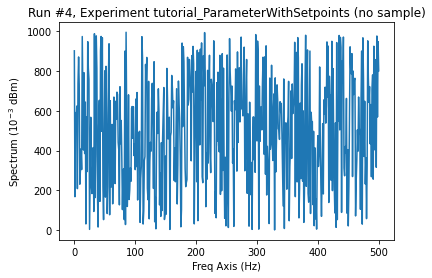 Run #4, Experiment tutorial_ParameterWithSetpoints (no sample)
1000
800
600
400
200
0
Spectrum (10⁻³ dBm)
0 100 200 300 400 500
Freq Axis (Hz)